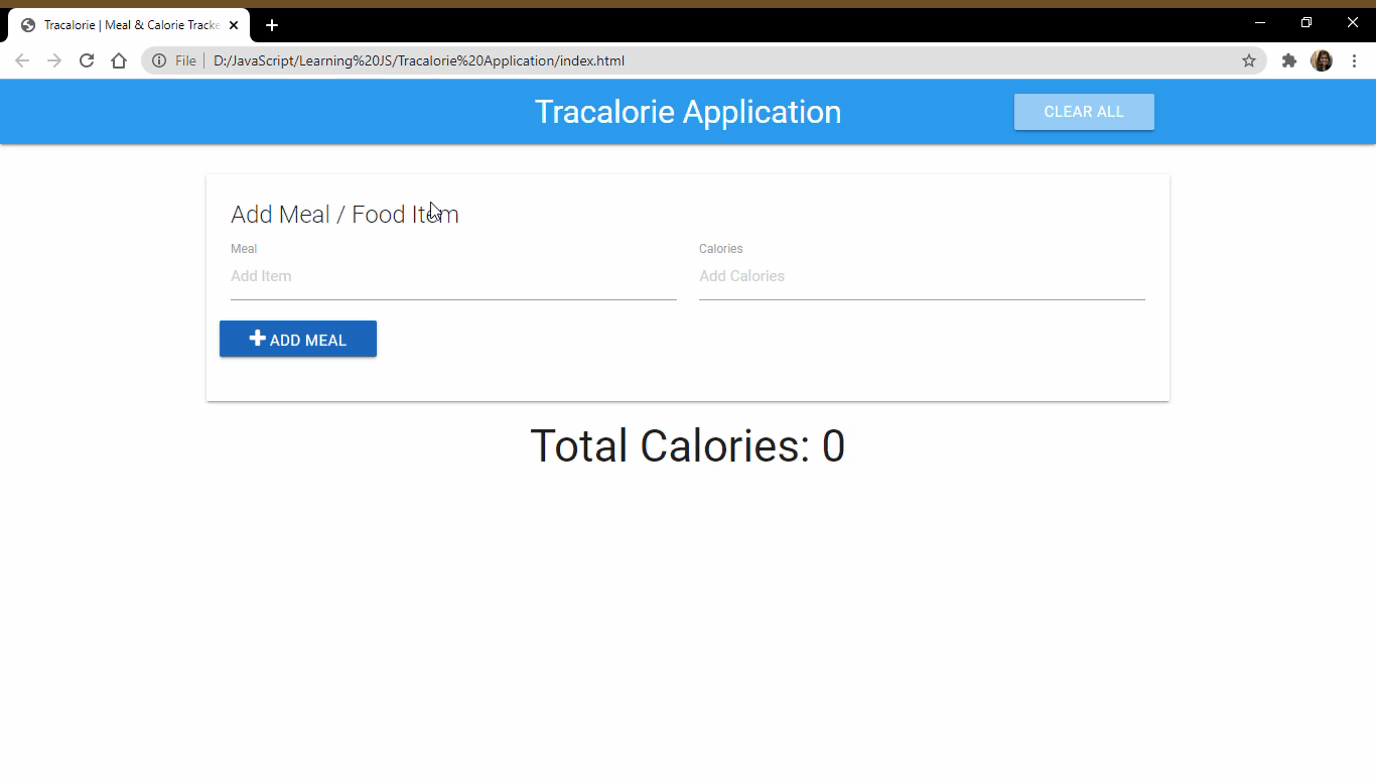 Tracalorie | Meal & Calorie Tracke
File
D:/JavaScript/Learning%20JS/Tracalorie%20Application/index.html
Tracalorie Application
CLEAR ALL
Add Meal / Food Item
Meal
Calories
Add Item
Add Calories
ADD MEAL
Total Calories: 0